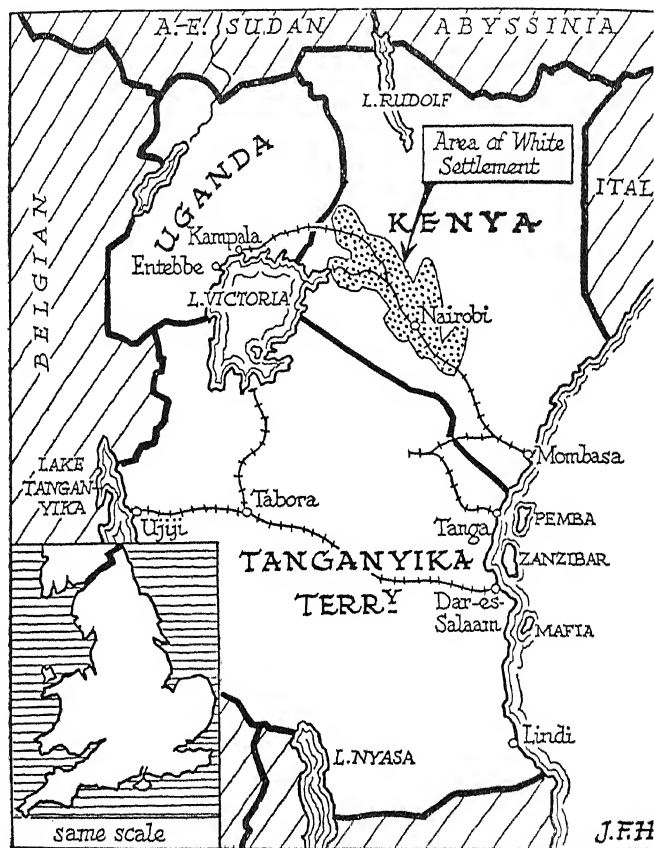 A.-E. SUDAN
ABYSSINIA
L. RUDOLF
Area of White
Settlement
ITAL
UGANDA
KENYA
BELGIAN
Kampala
Entebbe
L. VICTORIA
Nairobi
Mombasa
LAKE
TANGAN-
YIKA
Ujiji
Tabora
Tanga
PEMBA
ZANZIBAR
TANGANYIKA
TERRY
Dar-es-
Salaam
MAFIA
Lindi
L. NYASA
same scale
J.F.H